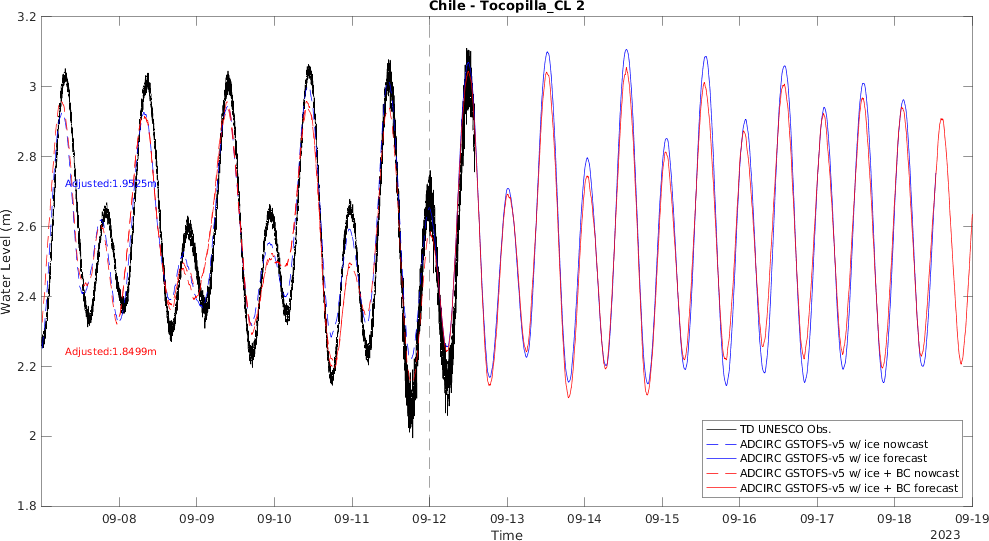 Chile - Tocopilla_CL 2
3.2
3
2.8
2.6
2.4
2.2
2
1.8
Water Level (m)
Adjusted:1.9525m
Adjusted:1.8499m
TD UNESCO Obs.
ADCIRC GSTOFS-v5 w/ ice nowcast
ADCIRC GSTOFS-v5 w/ ice forecast
ADCIRC GSTOFS-v5 w/ ice + BC nowcast
ADCIRC GSTOFS-v5 w/ ice + BC forecast
09-08 09-09 09-10 09-11 09-12 09-13 09-14 09-15 09-16 09-17 09-18 09-19
Time
2023